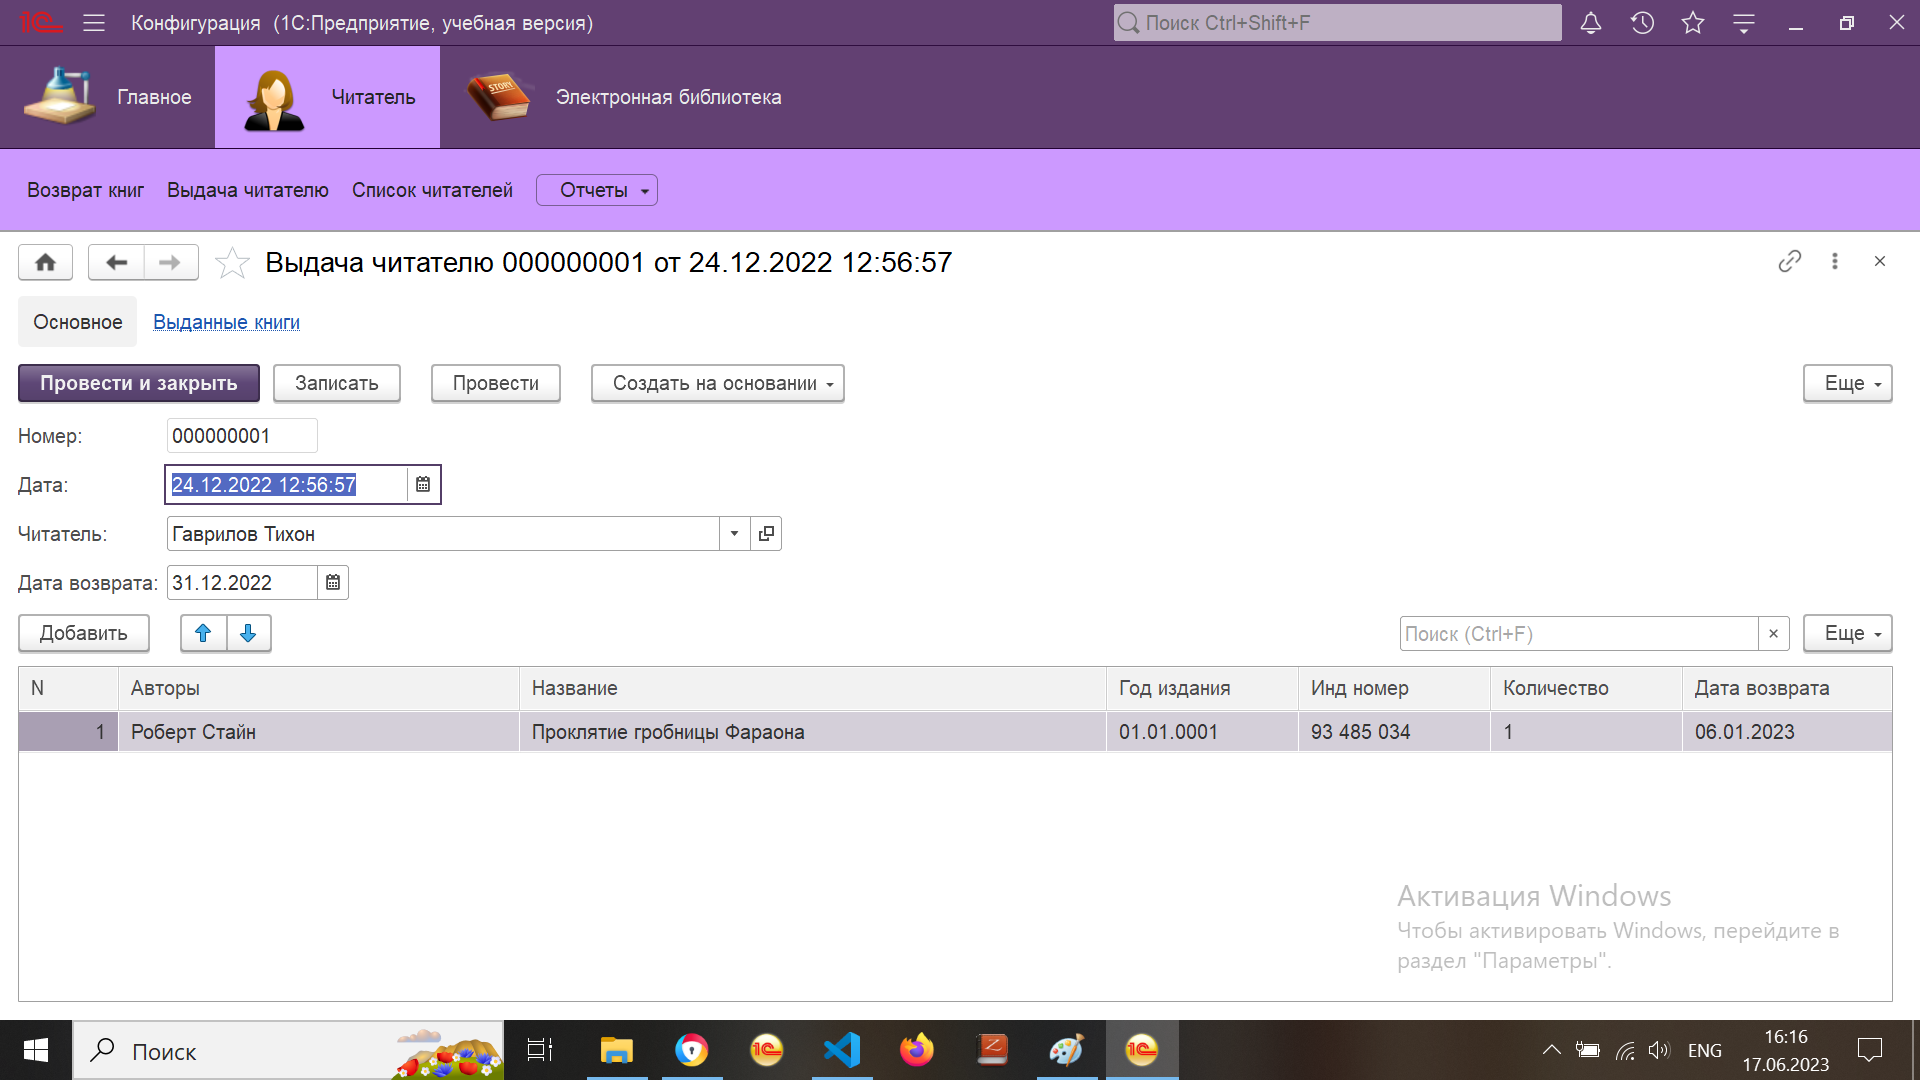 1С Конфигурация (1С:Предприятие, учебная версия) Поиск Ctrl+Shift+F
Главное Читатель STORY Электронная библиотека
Возврат книг Выдача читателю Список читателей Отчеты
Выдача читателю 000000001 от 24.12.2022 12:56:57
Основное Выданные книги
Провести и закрыть Записать Провести Создать на основании Еще
Номер: 000000001
Дата: 24.12.2022 12:56:57
Читатель: Гаврилов Тихон
Дата возврата: 31.12.2022
Добавить Поиск (Ctrl+F) × Еще
N Авторы Название Год издания Инд номер Количество Дата возврата
1 Роберт Стайн Проклятие гробницы Фараона 01.01.0001 93 485 034 1 06.01.2023
Активация Windows
Чтобы активировать Windows, перейдите в
раздел "Параметры".
Поиск 1С Z 1С ENG 16:16
17.06.2023